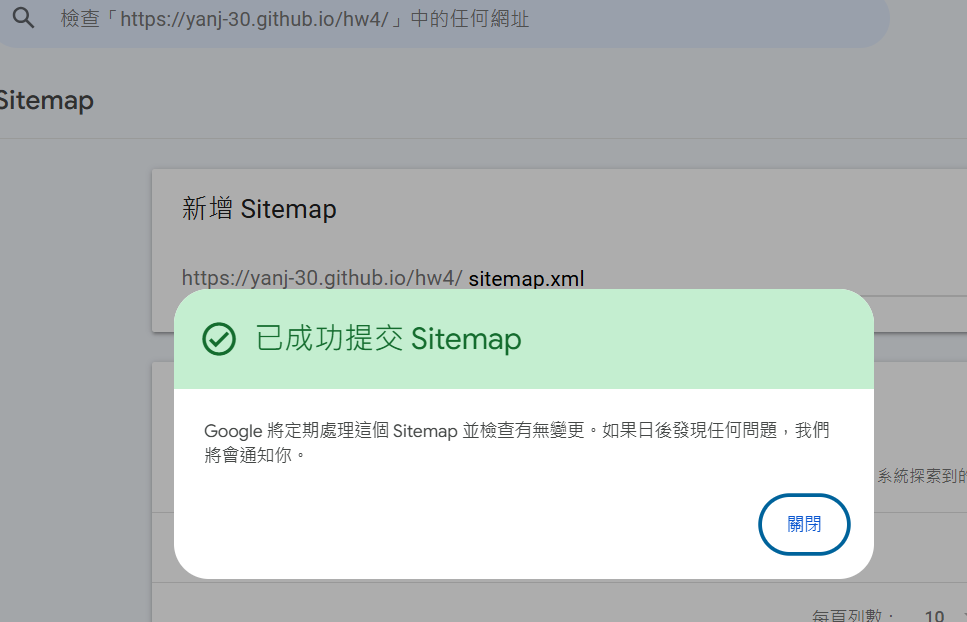 檢查「https://yanj-30.github.io/hw4/」中的任何網址
Sitemap
新增 Sitemap
https://yanj-30.github.io/hw4/ sitemap.xml
已成功提交 Sitemap
Google 將定期處理這個 Sitemap 並檢查有無變更。如果日後發現任何問題，我們
將會通知你。
系統探索到的
關閉
每頁列數：
10